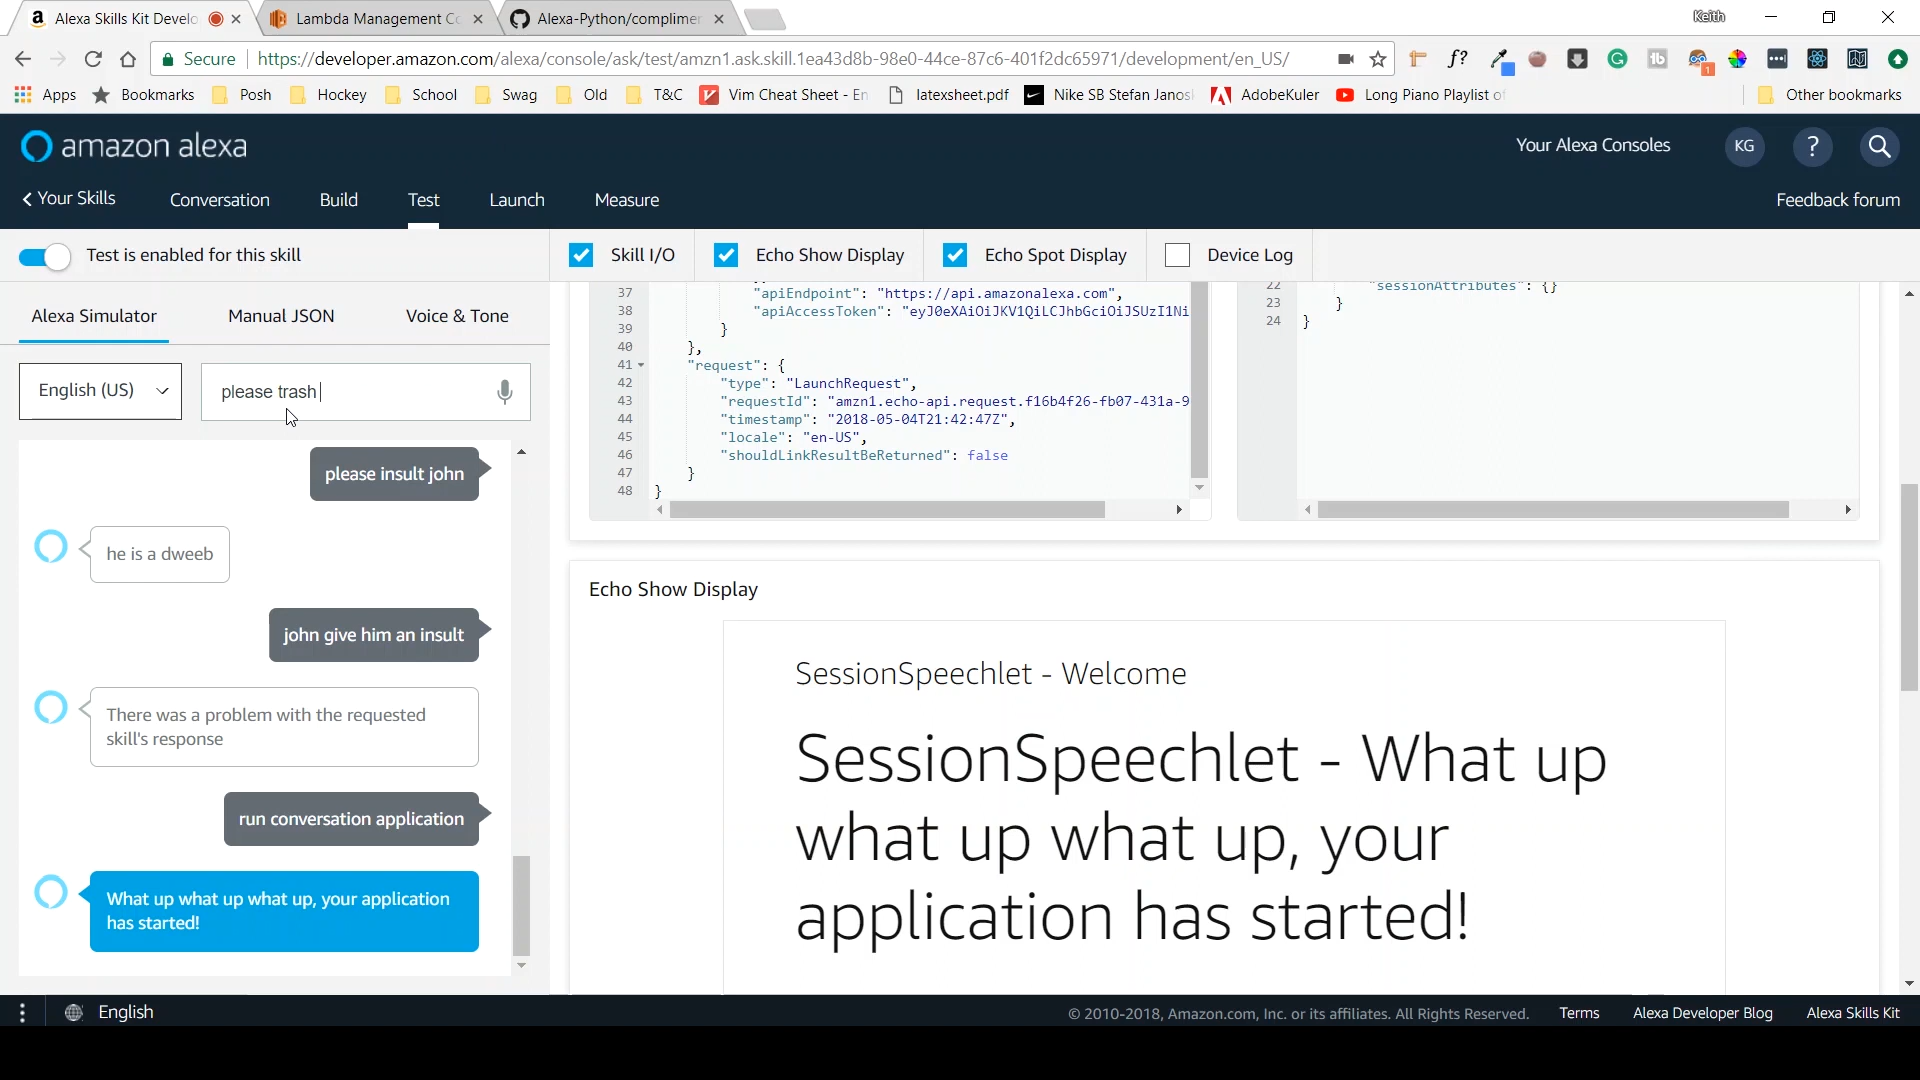 Alexa Skills Kit Develo
Lambda Management Co
Alexa-Python/complimen
Keith
Secure
https://developer.amazon.com/alexa/console/ask/test/amzn1.ask.skill.1ea43d8b-98e0-44ce-87c6-401f2dc65971/development/en_US/
f?
1
Apps
Bookmarks
Posh
Hockey
School
Swag
Old
T&C
Vim Cheat Sheet - En
latexsheet.pdf
Nike SB Stefan Janosk
AdobeKuler
Long Piano Playlist of
Other bookmarks
amazon alexa
Your Alexa Consoles
KG
?
Your Skills
Conversation
Build
Test
Launch
Measure
Feedback forum
Test is enabled for this skill
Skill I/O
Echo Show Display
Echo Spot Display
Device Log
Alexa Simulator
Manual JSON
Voice & Tone
English (US)
please trash
please insult john
he is a dweeb
john give him an insult
There was a problem with the requested
skill's response
run conversation application
What up what up what up, your application
has started!
37 "apiEndpoint": "https://api.amazonalexa.com",
38 "apiAccessToken": "eyJ0eXAiOiJKV1QiLCJhbGciOiJSUzI1Ni
39 }
40 },
41 "request": {
42 "type": "LaunchRequest",
43 "requestId": "amzn1.echo-api.request.f16b4f26-fb07-431a-9
44 "timestamp": "2018-05-04T21:42:47Z",
45 "locale": "en-US",
46 "shouldLinkResultBeReturned": false
47 }
48 }
22 "sessionAttributes": {}
23 }
24 }
Echo Show Display
SessionSpeechlet - Welcome
SessionSpeechlet - What up
what up what up, your
application has started!
English
© 2010-2018, Amazon.com, Inc. or its affiliates. All Rights Reserved.
Terms
Alexa Developer Blog
Alexa Skills Kit